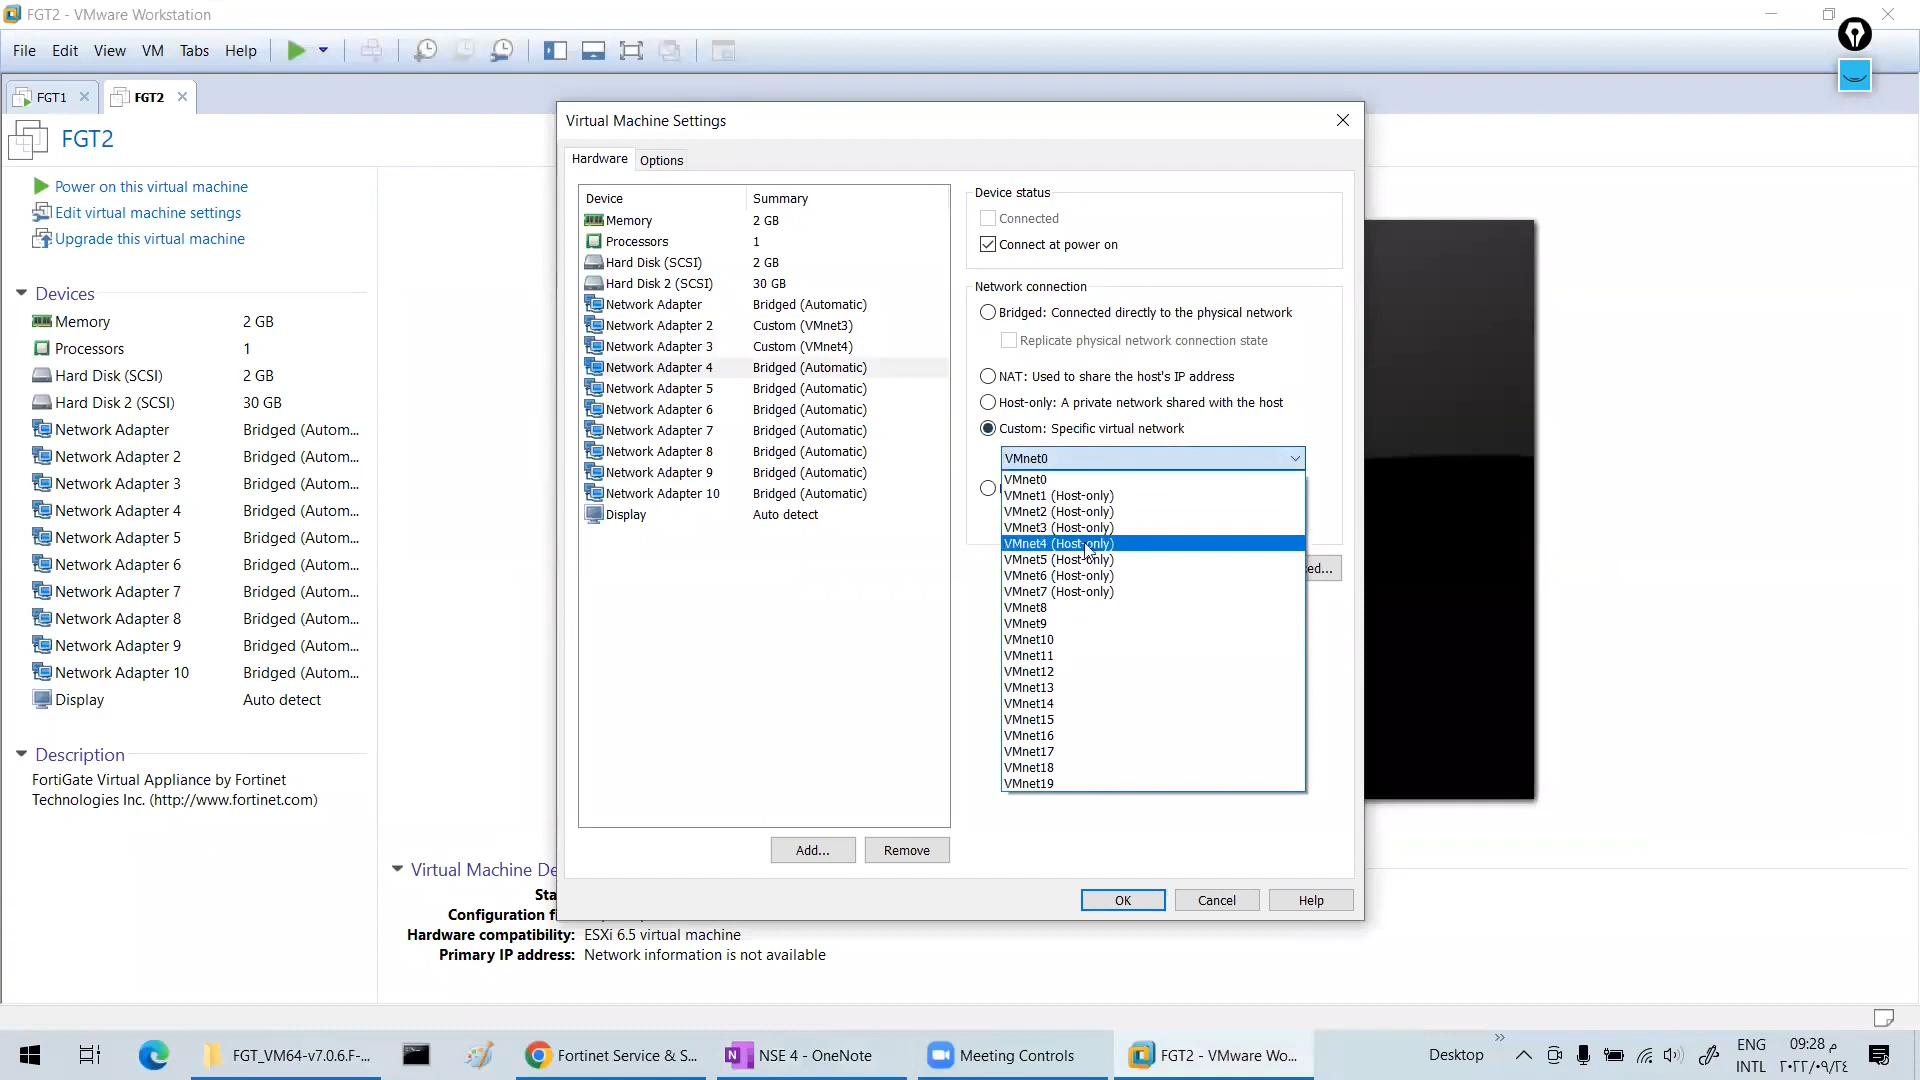 FGT2 - VMware Workstation
File Edit View VM Tabs Help
FGT1 FGT2
FGT2
Power on this virtual machine
Edit virtual machine settings
Upgrade this virtual machine
Devices
Memory 2 GB
Processors 1
Hard Disk (SCSI) 2 GB
Hard Disk 2 (SCSI) 30 GB
Network Adapter Bridged (Autom...
Network Adapter 2 Bridged (Autom...
Network Adapter 3 Bridged (Autom...
Network Adapter 4 Bridged (Autom...
Network Adapter 5 Bridged (Autom...
Network Adapter 6 Bridged (Autom...
Network Adapter 7 Bridged (Autom...
Network Adapter 8 Bridged (Autom...
Network Adapter 9 Bridged (Autom...
Network Adapter 10 Bridged (Autom...
Display Auto detect
Description
FortiGate Virtual Appliance by Fortinet
Technologies Inc. (http://www.fortinet.com)
Virtual Machine De
Sta
Configuration f
Hardware compatibility: ESXi 6.5 virtual machine
Primary IP address: Network information is not available
Virtual Machine Settings
Hardware Options
Device Summary
Memory 2 GB
Processors 1
Hard Disk (SCSI) 2 GB
Hard Disk 2 (SCSI) 30 GB
Network Adapter Bridged (Automatic)
Network Adapter 2 Custom (VMnet3)
Network Adapter 3 Custom (VMnet4)
Network Adapter 4 Bridged (Automatic)
Network Adapter 5 Bridged (Automatic)
Network Adapter 6 Bridged (Automatic)
Network Adapter 7 Bridged (Automatic)
Network Adapter 8 Bridged (Automatic)
Network Adapter 9 Bridged (Automatic)
Network Adapter 10 Bridged (Automatic)
Display Auto detect
Add... Remove
Device status
Connected
Connect at power on
Network connection
Bridged: Connected directly to the physical network
Replicate physical network connection state
NAT: Used to share the host's IP address
Host-only: A private network shared with the host
Custom: Specific virtual network
VMnet0
VMnet0
VMnet1 (Host-only)
VMnet2 (Host-only)
VMnet3 (Host-only)
VMnet4 (Host-only)
VMnet5 (Host-only)
VMnet6 (Host-only)
VMnet7 (Host-only)
VMnet8
VMnet9
VMnet10
VMnet11
VMnet12
VMnet13
VMnet14
VMnet15
VMnet16
VMnet17
VMnet18
VMnet19
ed...
OK Cancel Help
FGT_VM64-v7.0.6.F-... Fortinet Service & S... NSE 4 - OneNote Meeting Controls FGT2 - VMware Wo... Desktop
ENG
INTL
09:28 م
٢٠٢٢/٠٩/٢٤